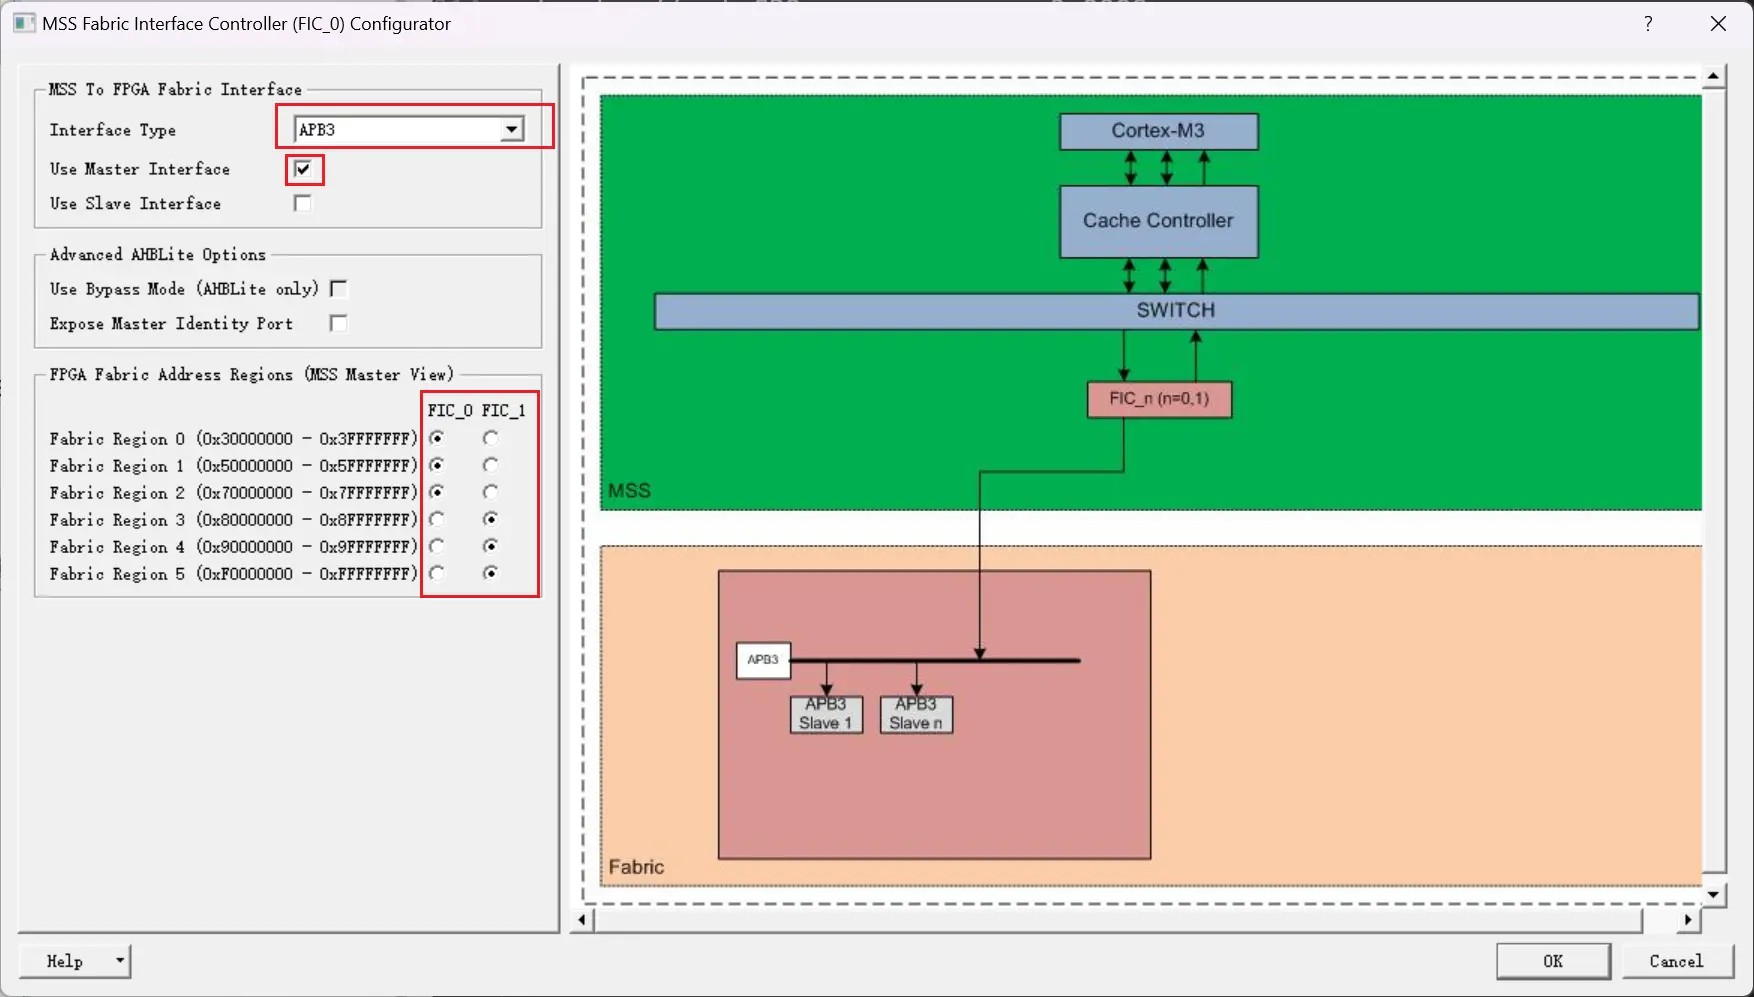 MSS Fabric Interface Controller (FIC_0) Configurator
?
MSS To FPGA Fabric Interface
Interface Type
APB3
Use Master Interface
Use Slave Interface
Advanced AHBLite Options
Use Bypass Mode (AHBLite only)
Expose Master Identity Port
FPGA Fabric Address Regions (MSS Master View)
FIC_0 FIC_1
Fabric Region 0 (0x30000000 - 0x3FFFFFFF)
Fabric Region 1 (0x50000000 - 0x5FFFFFFF)
Fabric Region 2 (0x70000000 - 0x7FFFFFFF)
Fabric Region 3 (0x80000000 - 0x8FFFFFFF)
Fabric Region 4 (0x90000000 - 0x9FFFFFFF)
Fabric Region 5 (0xF0000000 - 0xFFFFFFFF)
Cortex-M3
Cache Controller
SWITCH
FIC_n (n=0,1)
MSS
APB3
APB3
Slave 1
APB3
Slave n
Fabric
Help
OK
Cancel